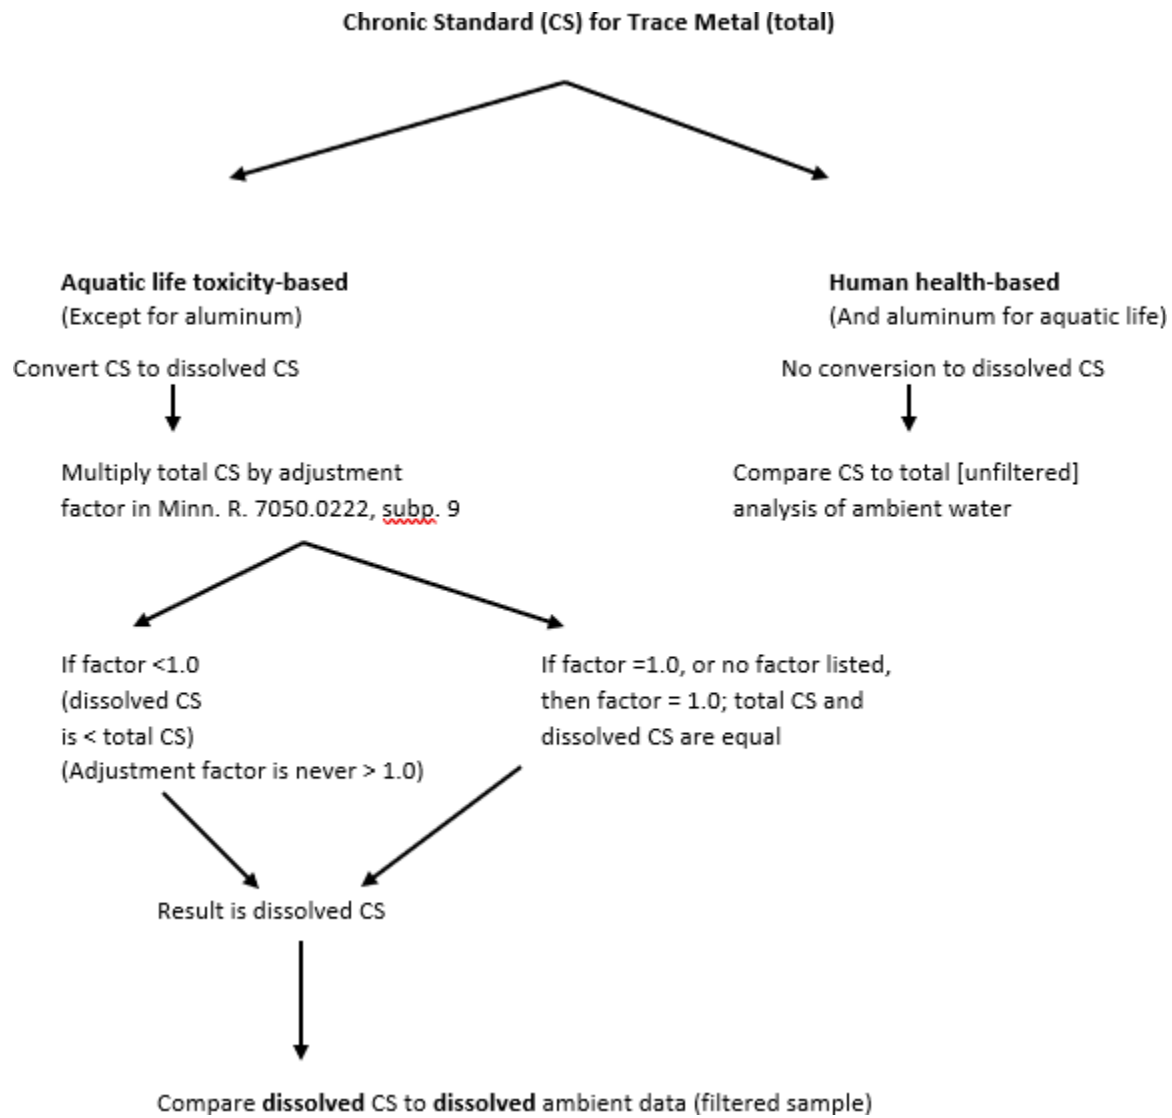 Chronic Standard (CS) for Trace Metal (total)
Aquatic life toxicity-based
(Except for aluminum)
Convert CS to dissolved CS
Multiply total CS by adjustment
factor in Minn. R. 7050.0222, subp. 9
Human health-based
(And aluminum for aquatic life)
No conversion to dissolved CS
Compare CS to total [unfiltered]
analysis of ambient water
If factor <1.0
(dissolved CS
is < total CS)
(Adjustment factor is never > 1.0)
If factor =1.0, or no factor listed,
then factor = 1.0; total CS and
dissolved CS are equal
Result is dissolved CS
Compare dissolved CS to dissolved ambient data (filtered sample)